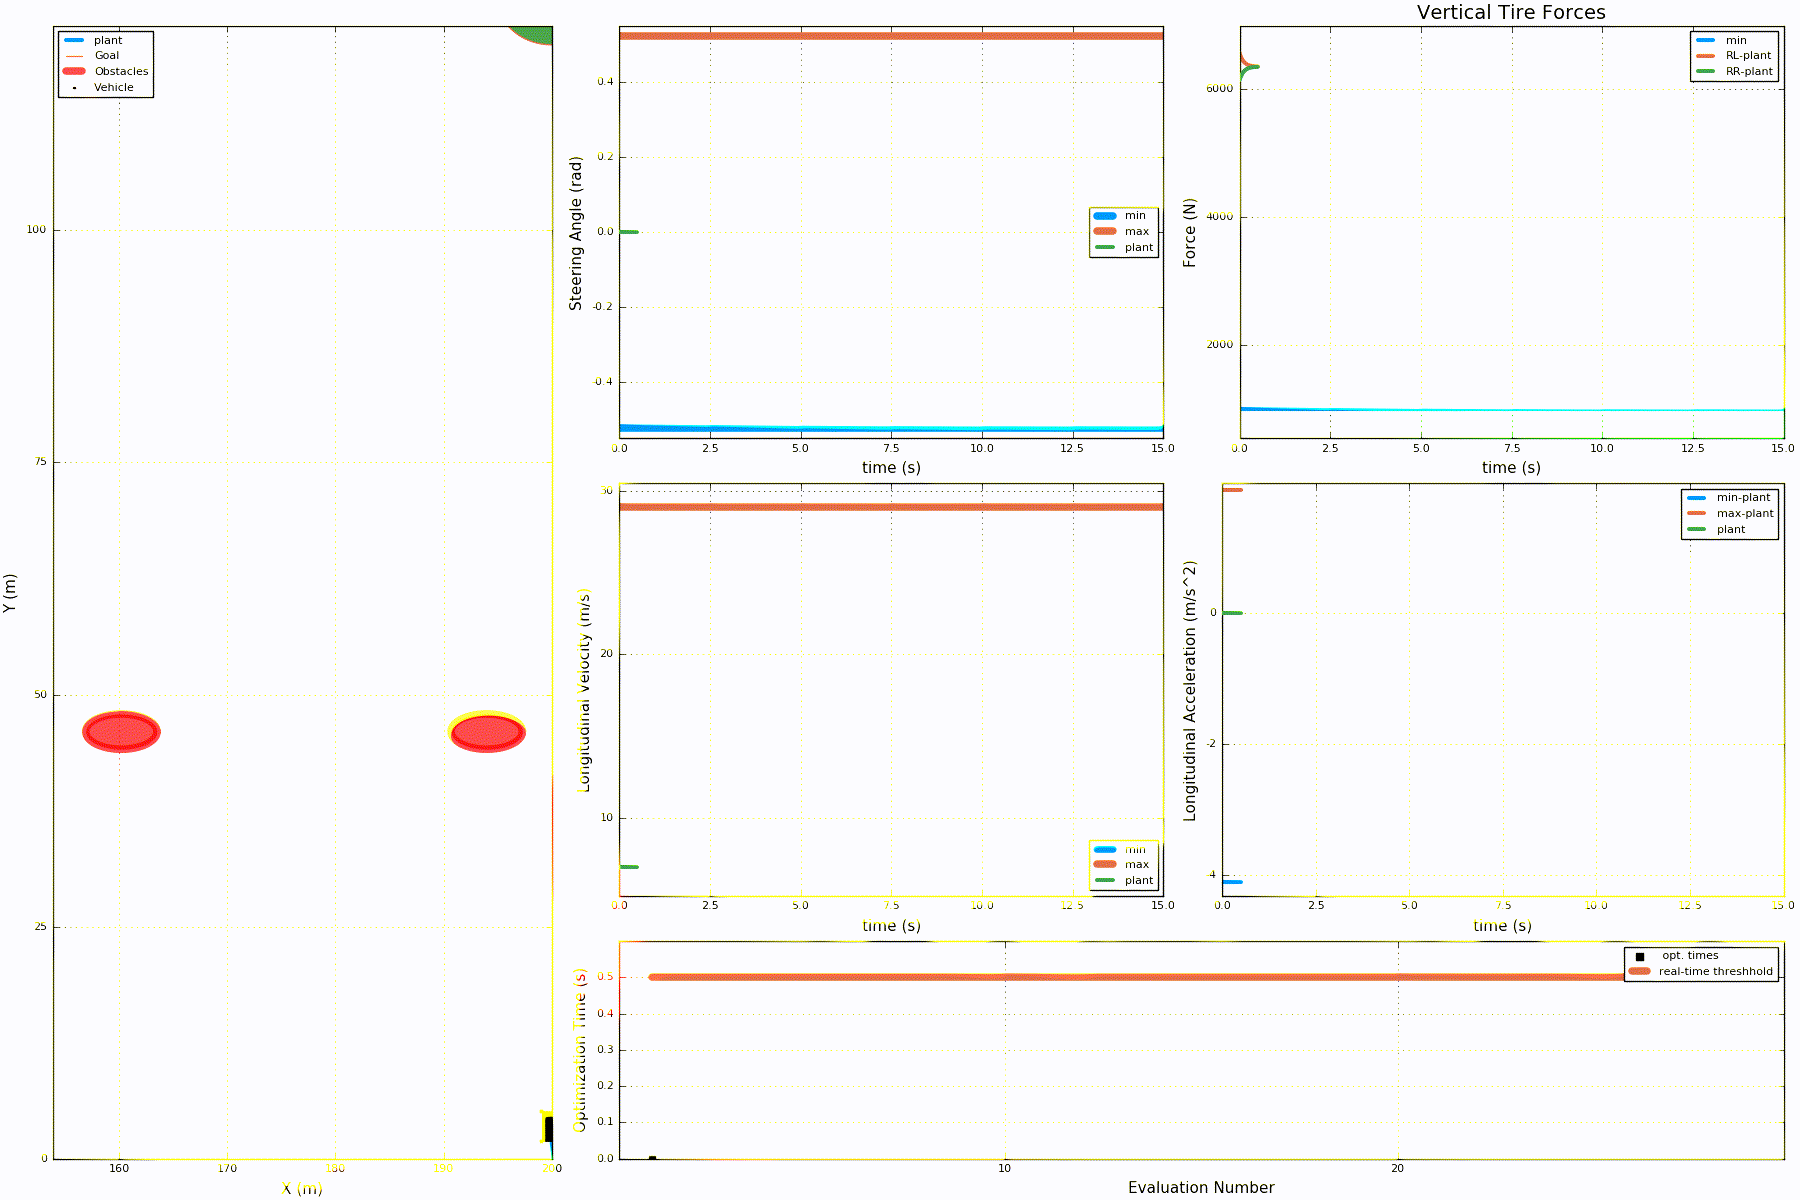 plant
Goal
Obstacles
Vehicle
100
75
50
25
0
160
170
180
190
200
X (m)
Y (m)
0.4
0.2
0.0
-0.2
-0.4
0.0 2.5 5.0 7.5 10.0 12.5 15.0
time (s)
Steering Angle (rad)
min
max
plant
Vertical Tire Forces
6000
4000
2000
0.0 2.5 5.0 7.5 10.0 12.5 15.0
time (s)
Force (N)
min
RL-plant
RR-plant
30
20
10
0.0 2.5 5.0 7.5 10.0 12.5 15.0
time (s)
Longitudinal Velocity (m/s)
min
max
plant
0
-2
-4
0.0 2.5 5.0 7.5 10.0 12.5 15.0
time (s)
Longitudinal Acceleration (m/s^2)
min-plant
max-plant
plant
0.5
0.4
0.3
0.2
0.1
0.0
10 20
Evaluation Number
Optimization Time (s)
opt. times
real-time threshhold